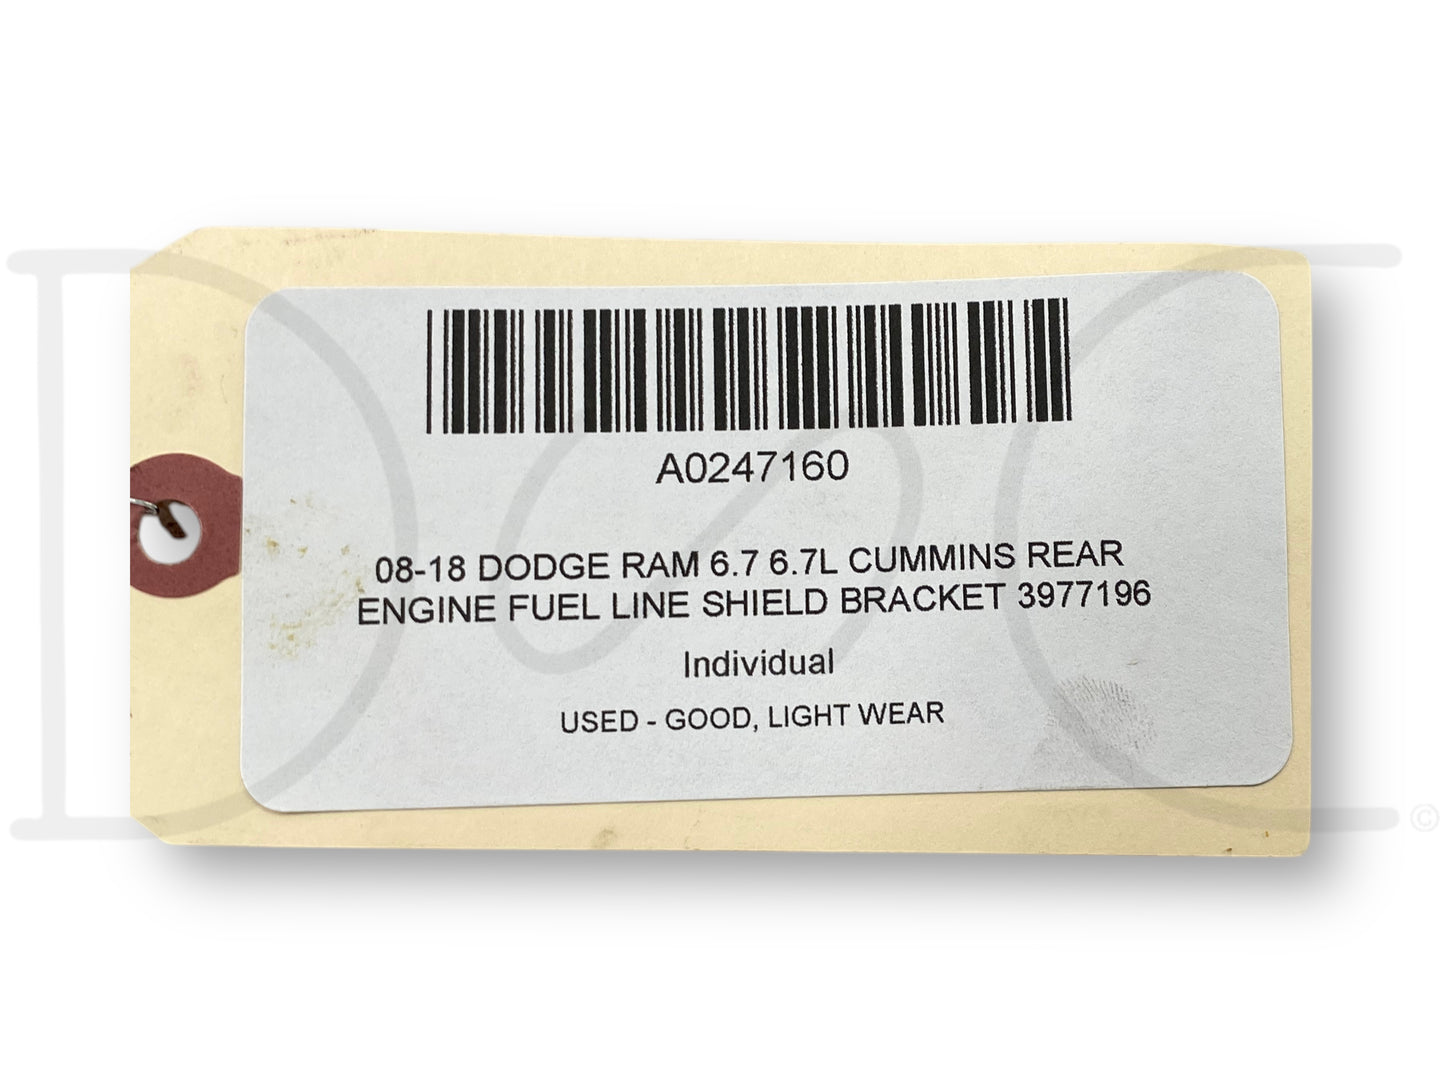 A0247160
08-18 DODGE RAM 6.7 6.7L CUMMINS REAR
ENGINE FUEL LINE SHIELD BRACKET 3977196
Individual
USED - GOOD, LIGHT WEAR
©